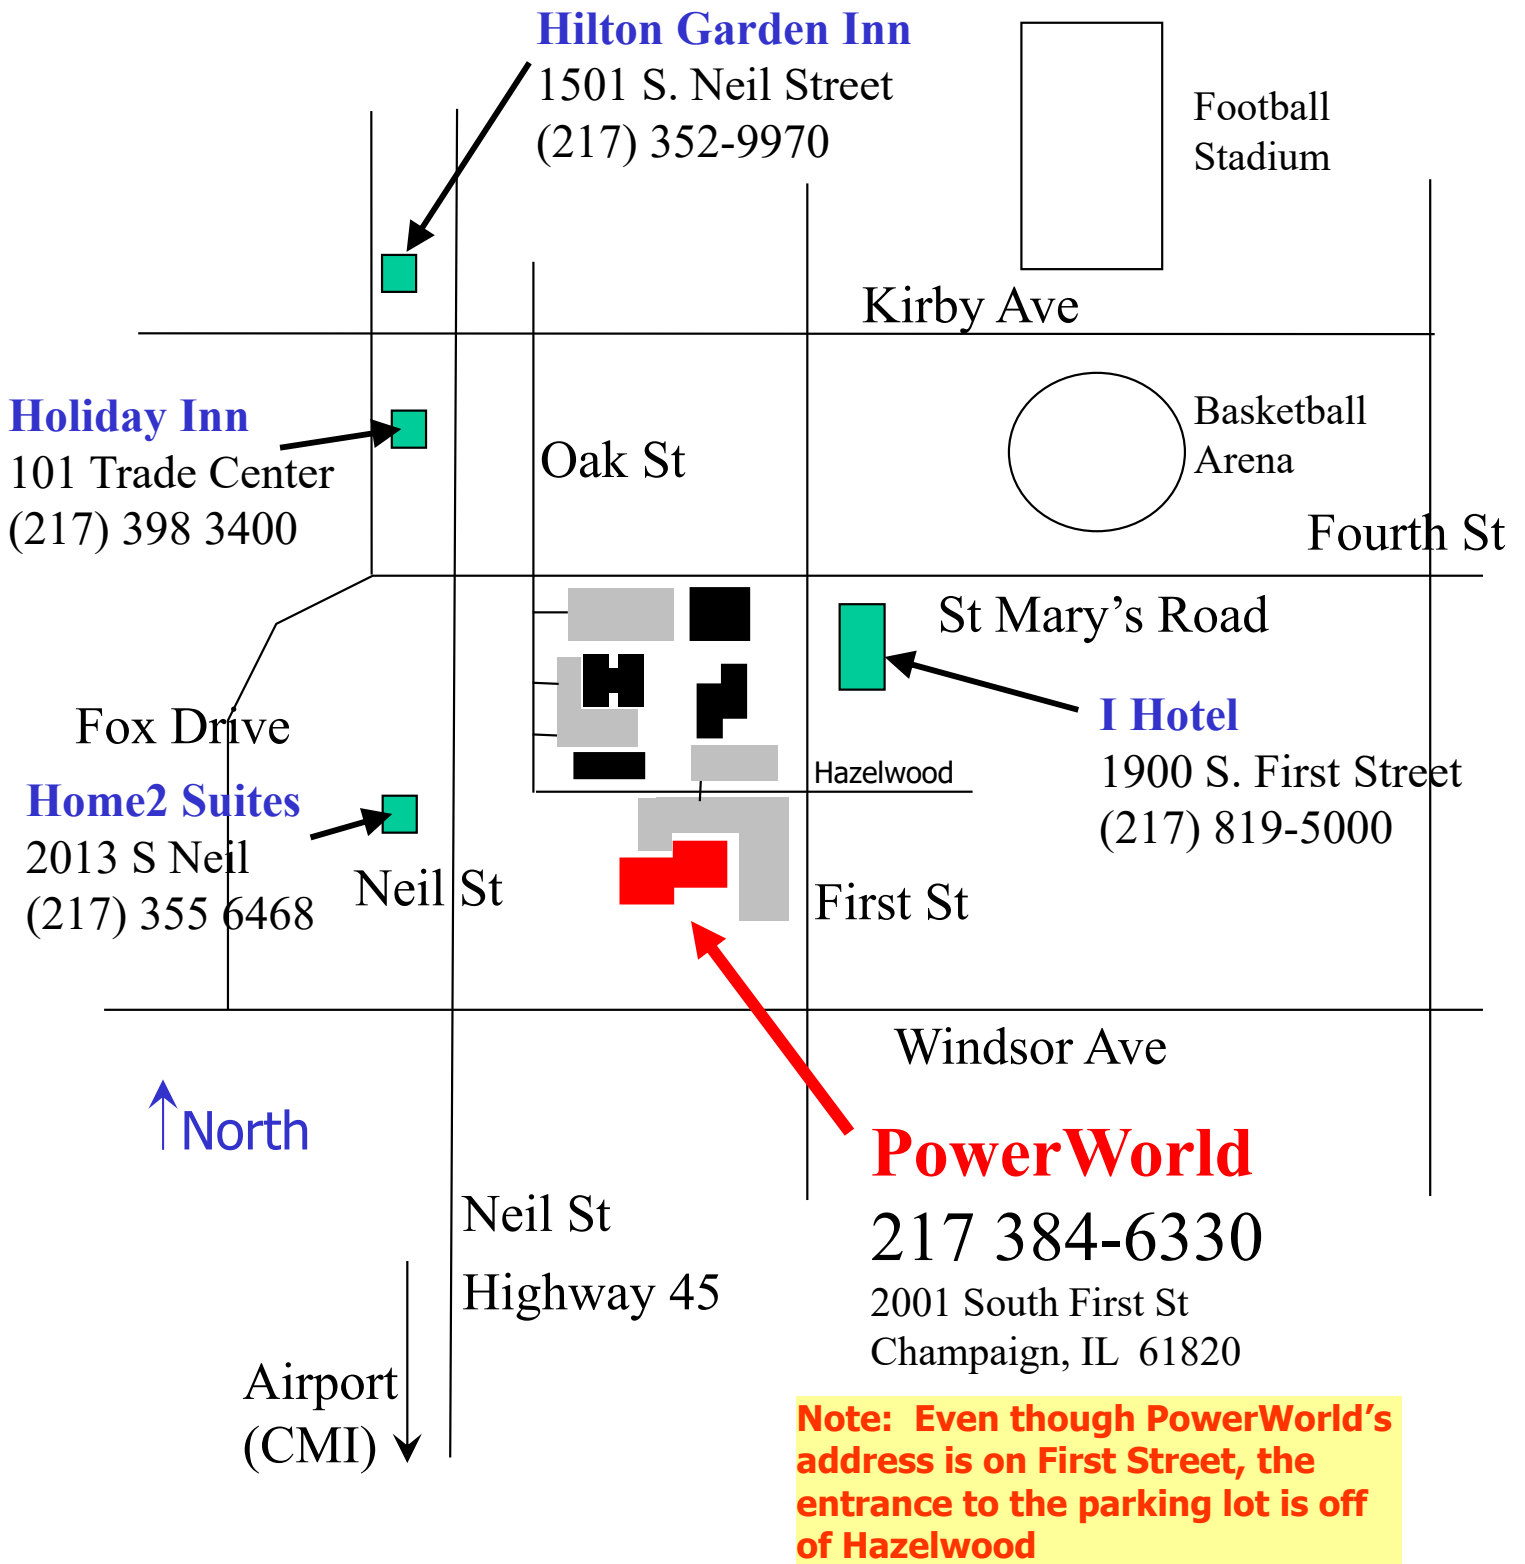 Hilton Garden Inn
1501 S. Neil Street
(217) 352-9970
Football
Stadium
Kirby Ave
Holiday Inn
101 Trade Center
(217) 398 3400
Oak St
Basketball
Arena
Fourth St
St Mary’s Road
Fox Drive
I Hotel
1900 S. First Street
(217) 819-5000
Hazelwood
Home2 Suites
2013 S Neil
(217) 355 6468
Neil St
First St
Windsor Ave
North
PowerWorld
217 384-6330
2001 South First St
Champaign, IL  61820
Neil St
Highway 45
Airport
(CMI)
Note:  Even though PowerWorld’s
address is on First Street, the
entrance to the parking lot is off
of Hazelwood